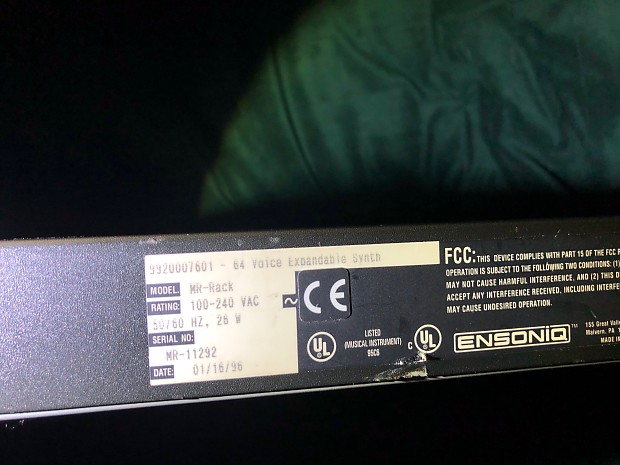 9920007601 - 64 Voice Expandable Synth
MODEL: MR-Rack
RATING: 100-240 VAC ~
50/60 HZ, 26 W
SERIAL NO:
MR-11292
DATE: 01/16/96
CE
UL
LISTED
(MUSICAL INSTRUMENT)
95C6
C UL
FCC: THIS DEVICE COMPLIES WITH PART 15 OF THE FCC
OPERATION IS SUBJECT TO THE FOLLOWING TWO CONDITIONS: (1)
MAY NOT CAUSE HARMFUL INTERFERENCE, AND (2) THIS D
ACCEPT ANY INTERFERENCE RECEIVED, INCLUDING INTERFE
MAY CAUSE UNDESIRED OPERATION.
ENSONIQ™
155 Great Valle
Malvern, PA
MADE IN